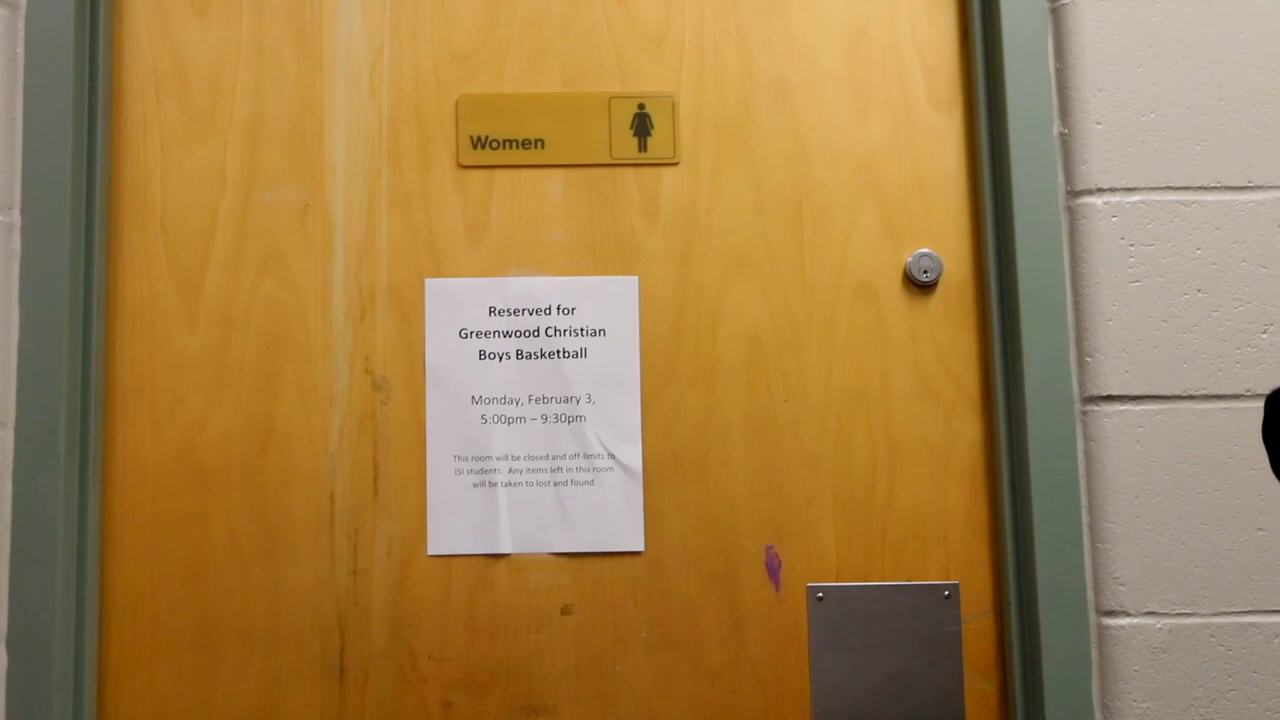 Women
Reserved for
Greenwood Christian
Boys Basketball
Monday, February 3,
5:00pm – 9:30pm
This room will be closed and off-limits to
ISI students. Any items left in this room
will be taken to lost and found.